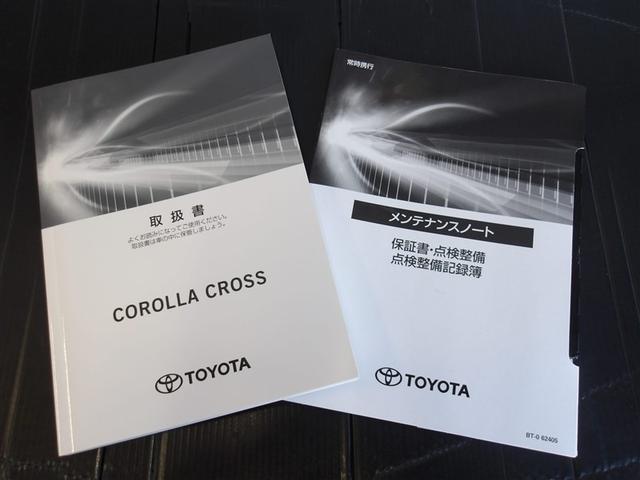 取扱書
よくお読みになってご使用ください。
取扱書は車の中に保管しましょう。
COROLLA CROSS
TOYOTA
常時携行
メンテナンスノート
保証書・点検整備
点検整備記録簿
TOYOTA
BT-0 62405